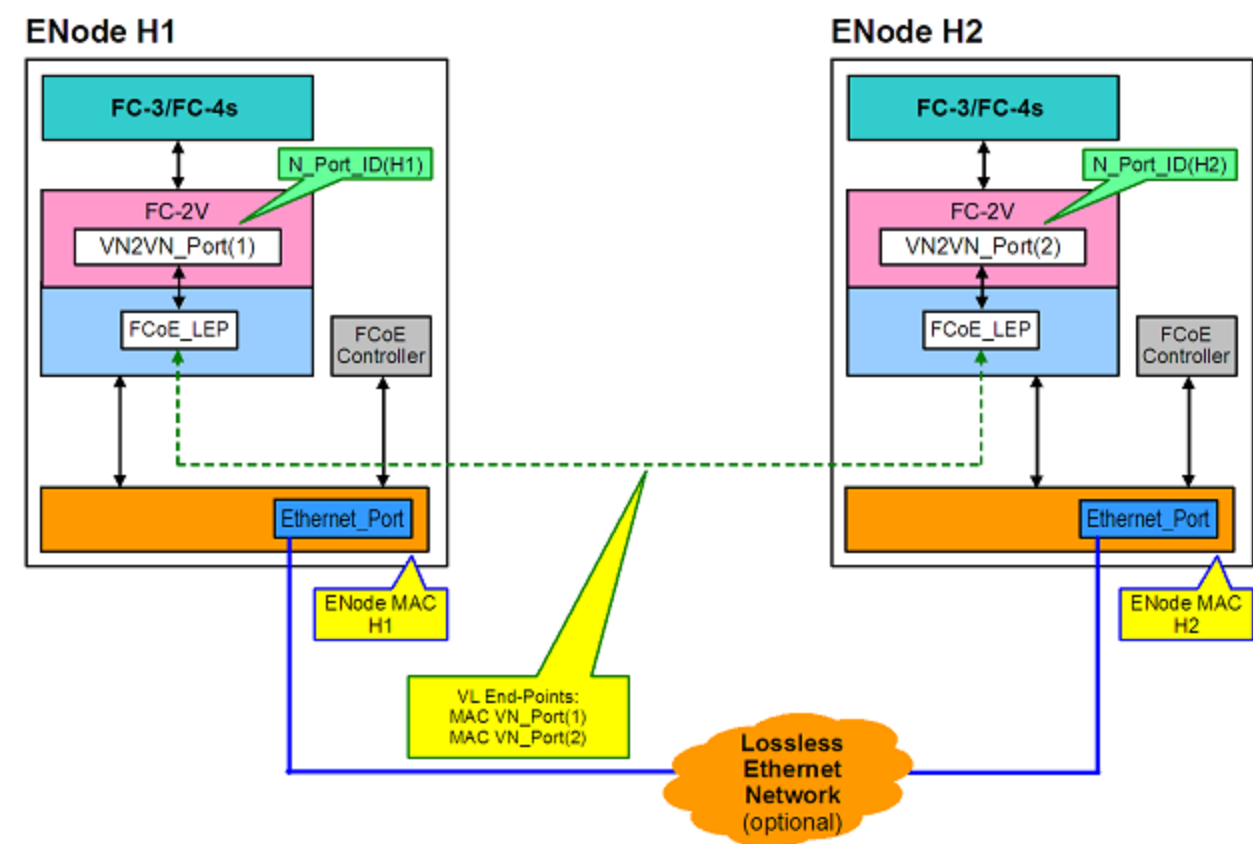 ENode H1
ENode H2
FC-3/FC-4s
N_Port_ID(H1)
FC-2V
VN2VN_Port(1)
FCoE_LEP
FCoE
Controller
Ethernet_Port
ENode MAC
H1
FC-3/FC-4s
N_Port_ID(H2)
FC-2V
VN2VN_Port(2)
FCoE_LEP
FCoE
Controller
Ethernet_Port
ENode MAC
H2
VL End-Points:
MAC VN_Port(1)
MAC VN_Port(2)
Lossless
Ethernet
Network
(optional)